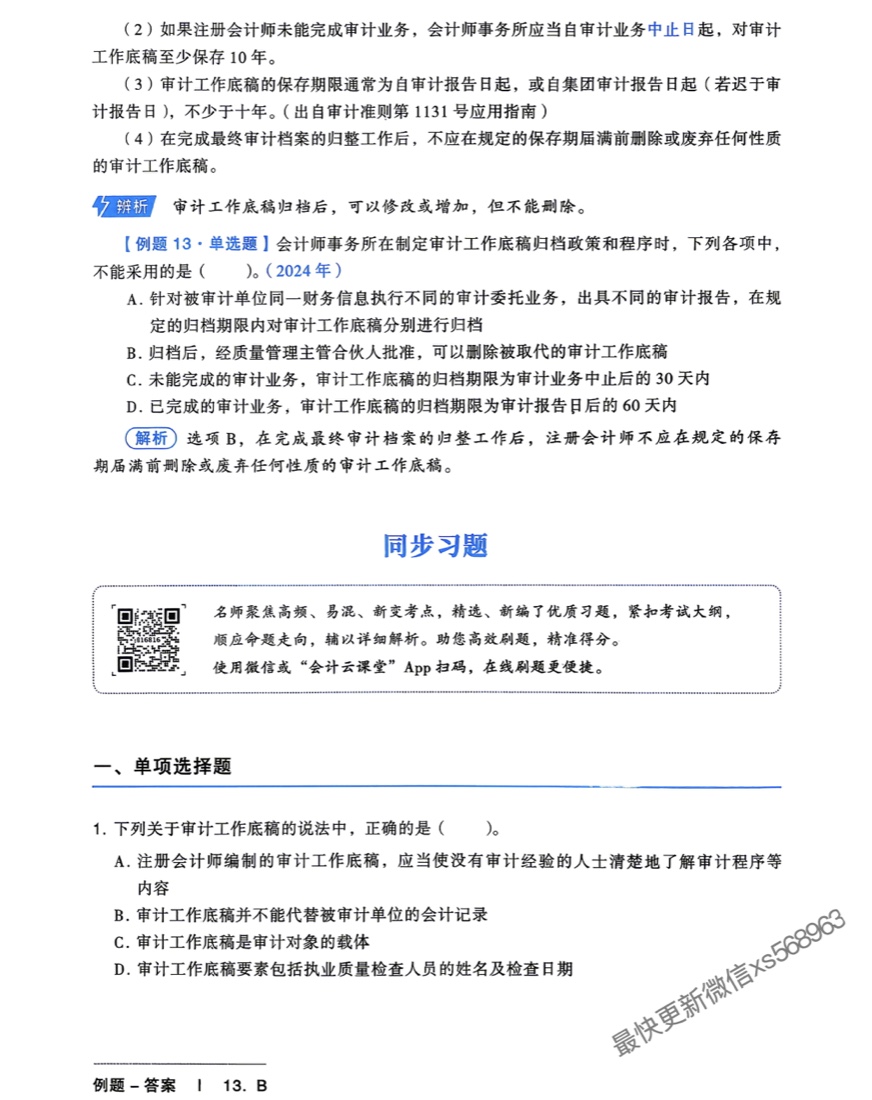 （2）如果注册会计师未能完成审计业务，会计师事务所应当自审计业务中止日起，对审计
工作底稿至少保存 10 年。
（3）审计工作底稿的保存期限通常为自审计报告日起，或自集团审计报告日起（若迟于审
计报告日），不少于十年。（出自审计准则第 1131 号应用指南）
（4）在完成最终审计档案的归整工作后，不应在规定的保存期届满前删除或废弃任何性质
的审计工作底稿。
辨析 审计工作底稿归档后，可以修改或增加，但不能删除。
【例题 13·单选题】会计师事务所在制定审计工作底稿归档政策和程序时，下列各项中，
不能采用的是（　　）。（2024 年）
A. 针对被审计单位同一财务信息执行不同的审计委托业务，出具不同的审计报告，在规
定的归档期限内对审计工作底稿分别进行归档
B. 归档后，经质量管理主管合伙人批准，可以删除被取代的审计工作底稿
C. 未能完成的审计业务，审计工作底稿的归档期限为审计业务中止后的 30 天内
D. 已完成的审计业务，审计工作底稿的归档期限为审计报告日后的 60 天内
解析 选项 B，在完成最终审计档案的归整工作后，注册会计师不应在规定的保存
期届满前删除或废弃任何性质的审计工作底稿。
同步习题
名师聚焦高频、易混、新变考点，精选、新编了优质习题，紧扣考试大纲，
顺应命题走向，辅以详细解析。助您高效刷题，精准得分。
使用微信或“会计云课堂”App 扫码，在线刷题更便捷。
一、单项选择题
1. 下列关于审计工作底稿的说法中，正确的是（　　）。
A. 注册会计师编制的审计工作底稿，应当使没有审计经验的人士清楚地了解审计程序等
内容
B. 审计工作底稿并不能代替被审计单位的会计记录
C. 审计工作底稿是审计对象的载体
D. 审计工作底稿要素包括执业质量检查人员的姓名及检查日期
最快更新微信xs568963
例题 – 答案 | 13. B